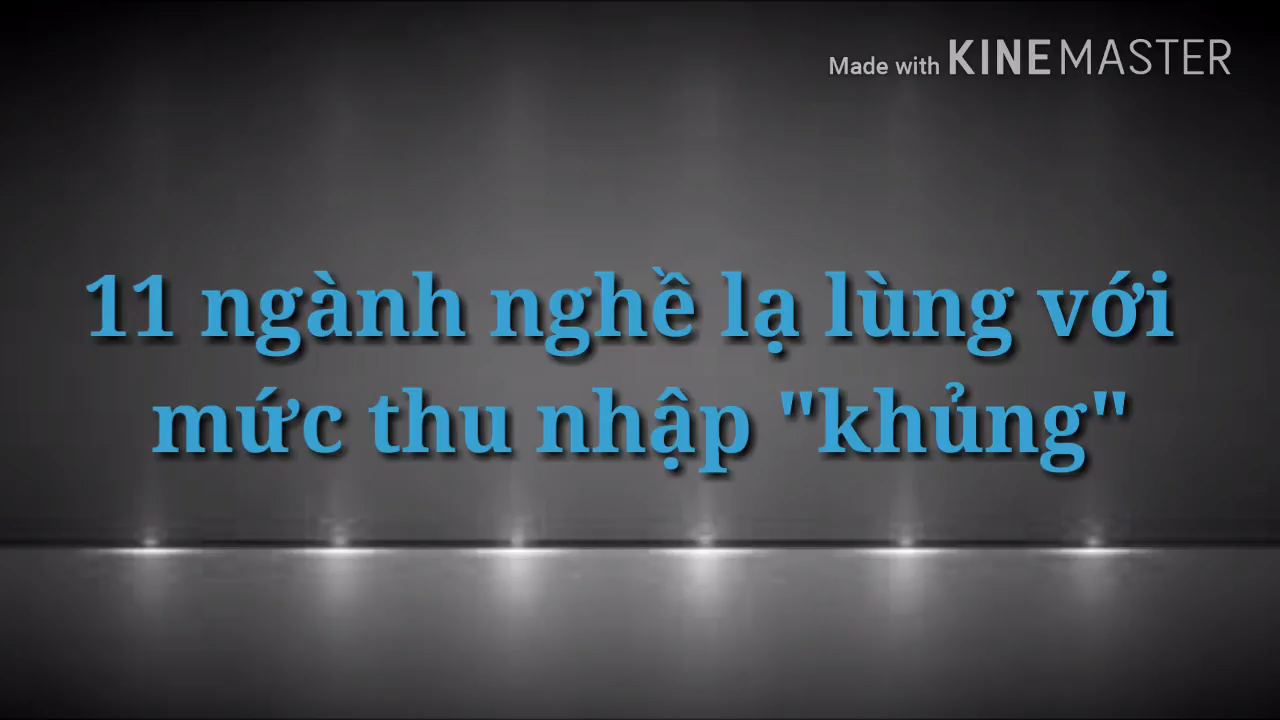 Made with KINEMASTER
11 ngành nghề lạ lùng với
mức thu nhập "khủng"